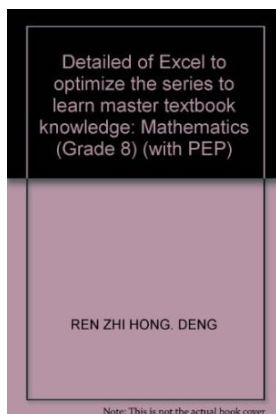 Detailed of Excel to
optimize the series to
learn master textbook
knowledge: Mathematics
(Grade 8) (with PEP)
REN ZHI HONG. DENG
Note: This is not the actual book cover